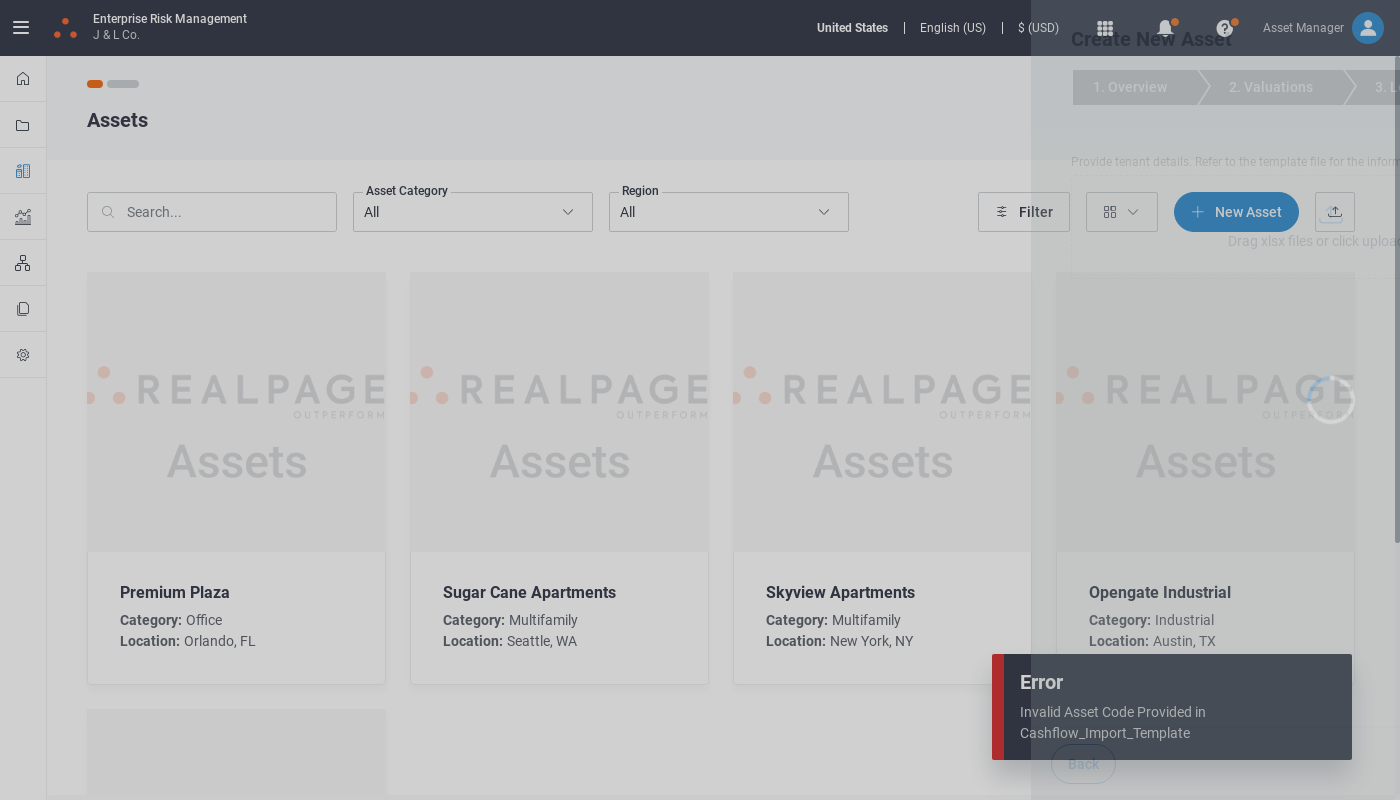 Enterprise Risk Management
J & L Co.
United States
English (US)
$ (USD)
Asset Manager
Create New Asset
1. Overview
2. Valuations
3. L
Assets
Provide tenant details. Refer to the template file for the inform
Search...
Asset Category
All
Region
All
Filter
New Asset
Drag xlsx files or click upload
REALPAGE
OUTPERFORM
Assets
REALPAGE
OUTPERFORM
Assets
REALPAGE
OUTPERFORM
Assets
REALPAGE
OUTPERFORM
Assets
Premium Plaza
Category: Office
Location: Orlando, FL
Sugar Cane Apartments
Category: Multifamily
Location: Seattle, WA
Skyview Apartments
Category: Multifamily
Location: New York, NY
Opengate Industrial
Category: Industrial
Location: Austin, TX
Error
Invalid Asset Code Provided in
Cashflow_Import_Template
Back